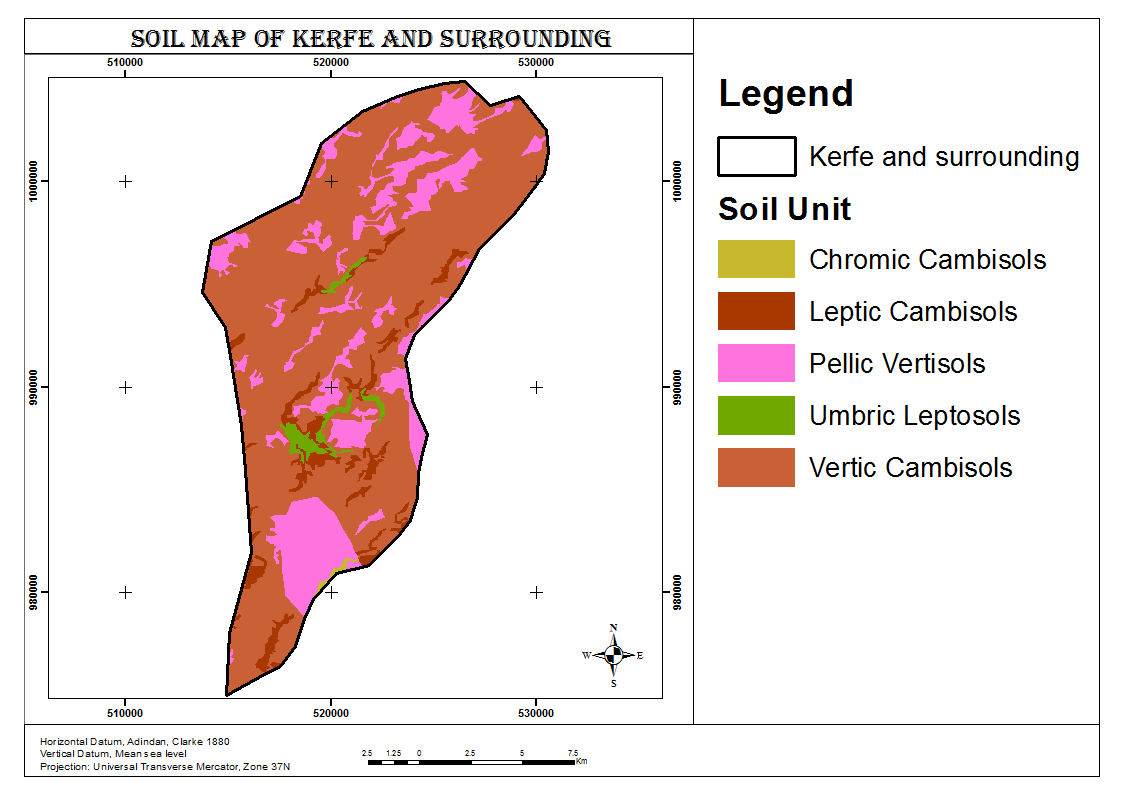 SOIL MAP OF KERFE AND SURROUNDING
510000 520000 530000
1000000 1000000
990000 990000
980000 980000
N
W E
S
510000 520000 530000
Legend
Kerfe and surrounding
Soil Unit
Chromic Cambisols
Leptic Cambisols
Pellic Vertisols
Umbric Leptosols
Vertic Cambisols
Horizontal Datum, Adindan, Clarke 1880
Vertical Datum, Mean sea level
Projection: Universal Transverse Mercator, Zone 37N
2.5 1.25 0 2.5 5 7.5
Km